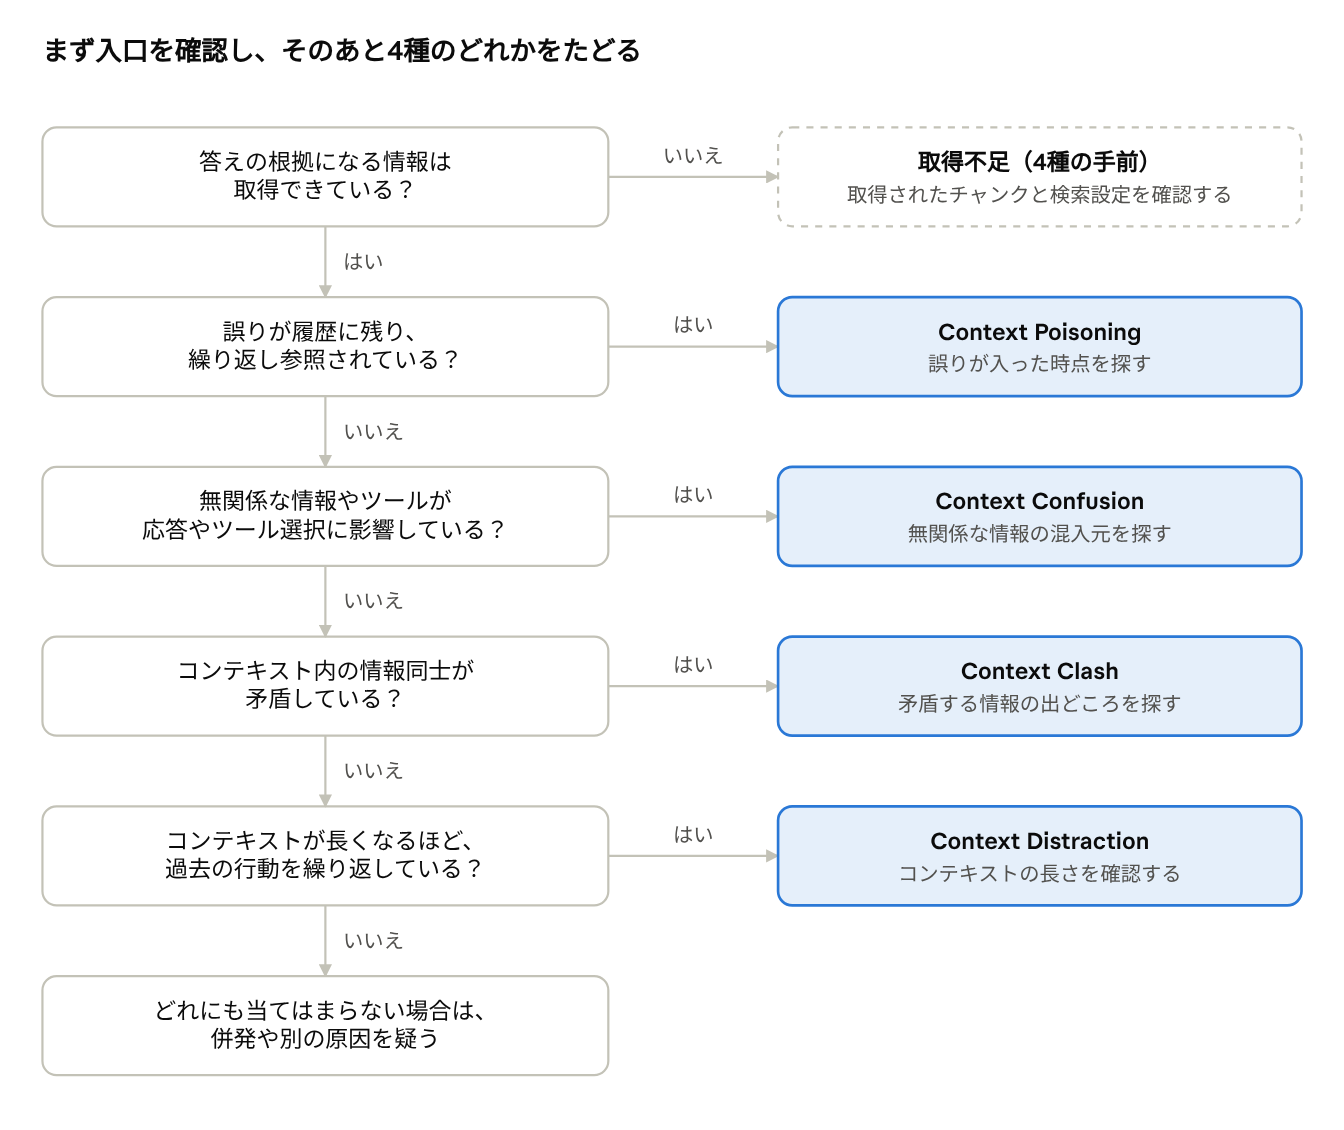 まず入口を確認し、そのあと4種のどれかをたどる
答えの根拠になる情報は
取得できている？
いいえ
取得不足（4種の手前）
取得されたチャンクと検索設定を確認する
はい
誤りが履歴に残り、
繰り返し参照されている？
はい
Context Poisoning
誤りが入った時点を探す
いいえ
無関係な情報やツールが
応答やツール選択に影響している？
はい
Context Confusion
無関係な情報の混入元を探す
いいえ
コンテキスト内の情報同士が
矛盾している？
はい
Context Clash
矛盾する情報の出どころを探す
いいえ
コンテキストが長くなるほど、
過去の行動を繰り返している？
はい
Context Distraction
コンテキストの長さを確認する
いいえ
どれにも当てはまらない場合は、
併発や別の原因を疑う